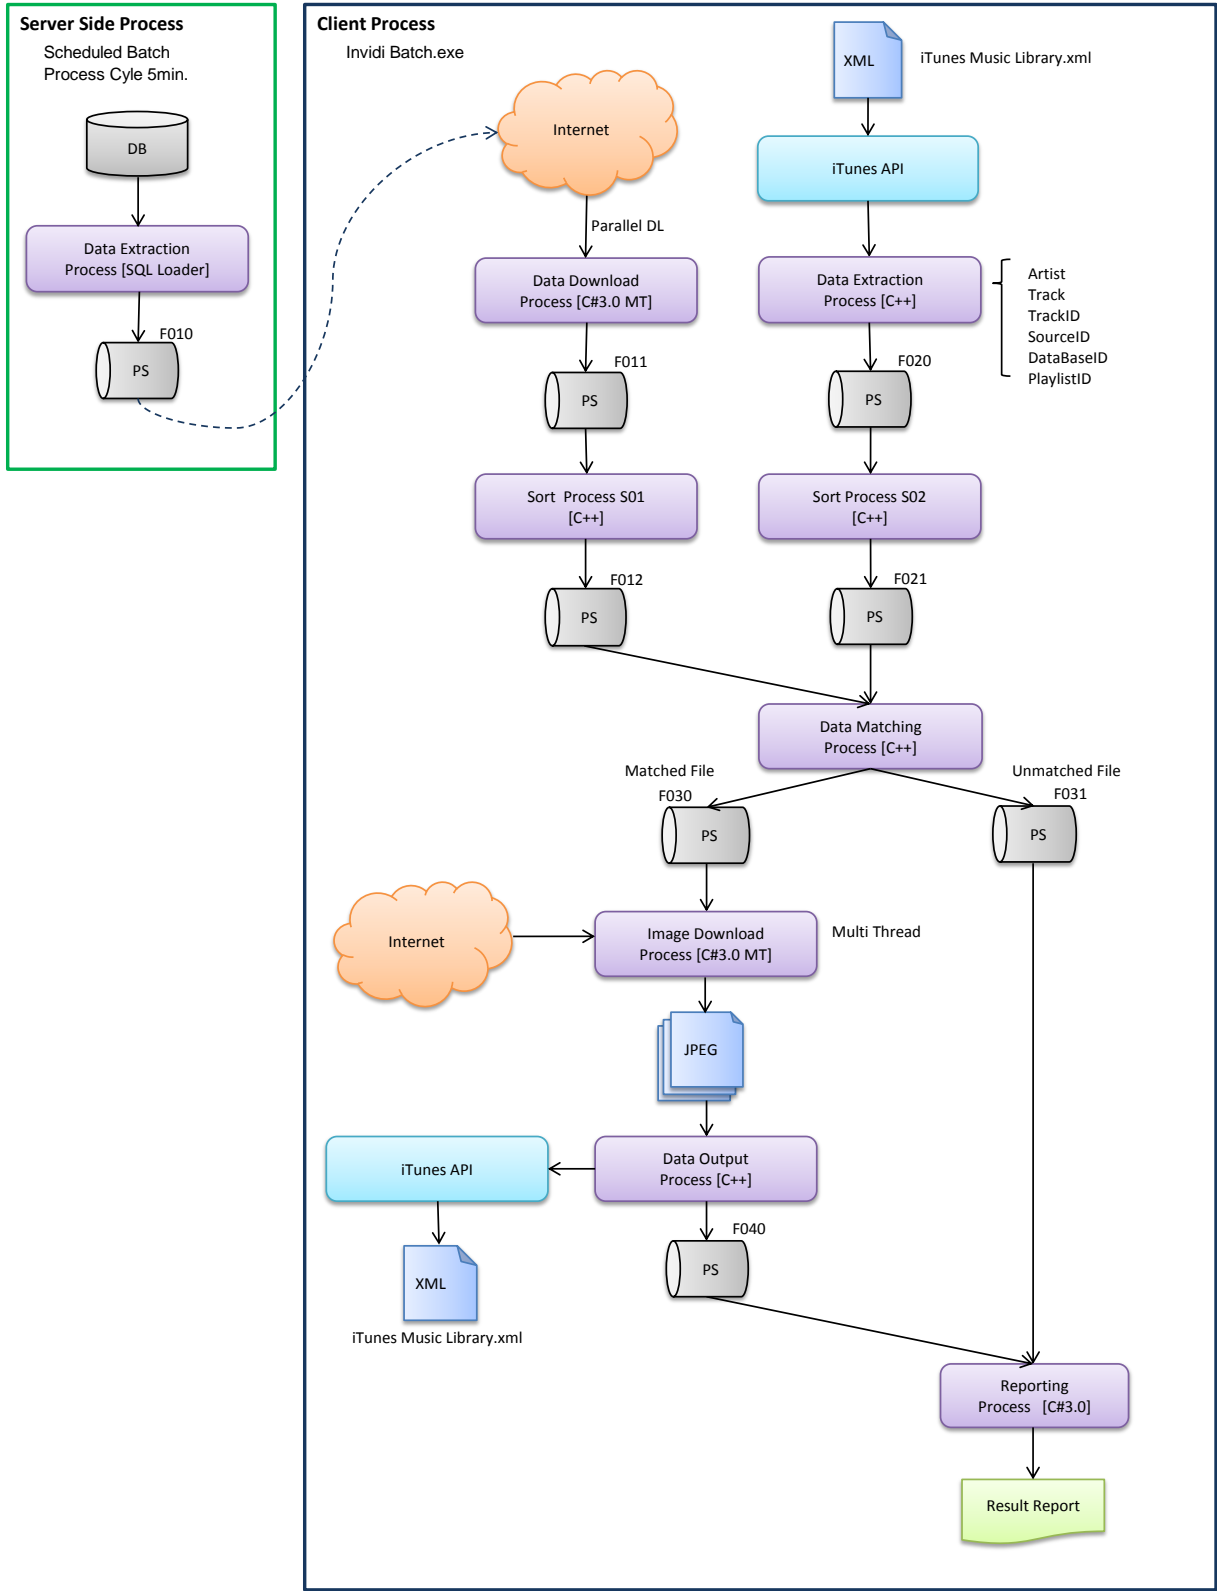 Server Side Process
Scheduled Batch
Process Cyle 5min.
DB
Data Extraction
Process [SQL Loader]
F010
PS
Client Process
Invidi Batch.exe
XML
iTunes Music Library.xml
Internet
iTunes API
Parallel DL
Data Download
Process [C#3.0 MT]
Data Extraction
Process [C++]
Artist
Track
TrackID
SourceID
DataBaseID
PlaylistID
F011
PS
F020
PS
Sort  Process S01
[C++]
Sort Process S02
[C++]
F012
PS
F021
PS
Data Matching
Process [C++]
Matched File
F030
PS
Unmatched File
F031
PS
Internet
Image Download
Process [C#3.0 MT]
Multi Thread
JPEG
iTunes API
Data Output
Process [C++]
F040
PS
XML
iTunes Music Library.xml
Reporting
Process   [C#3.0]
Result Report